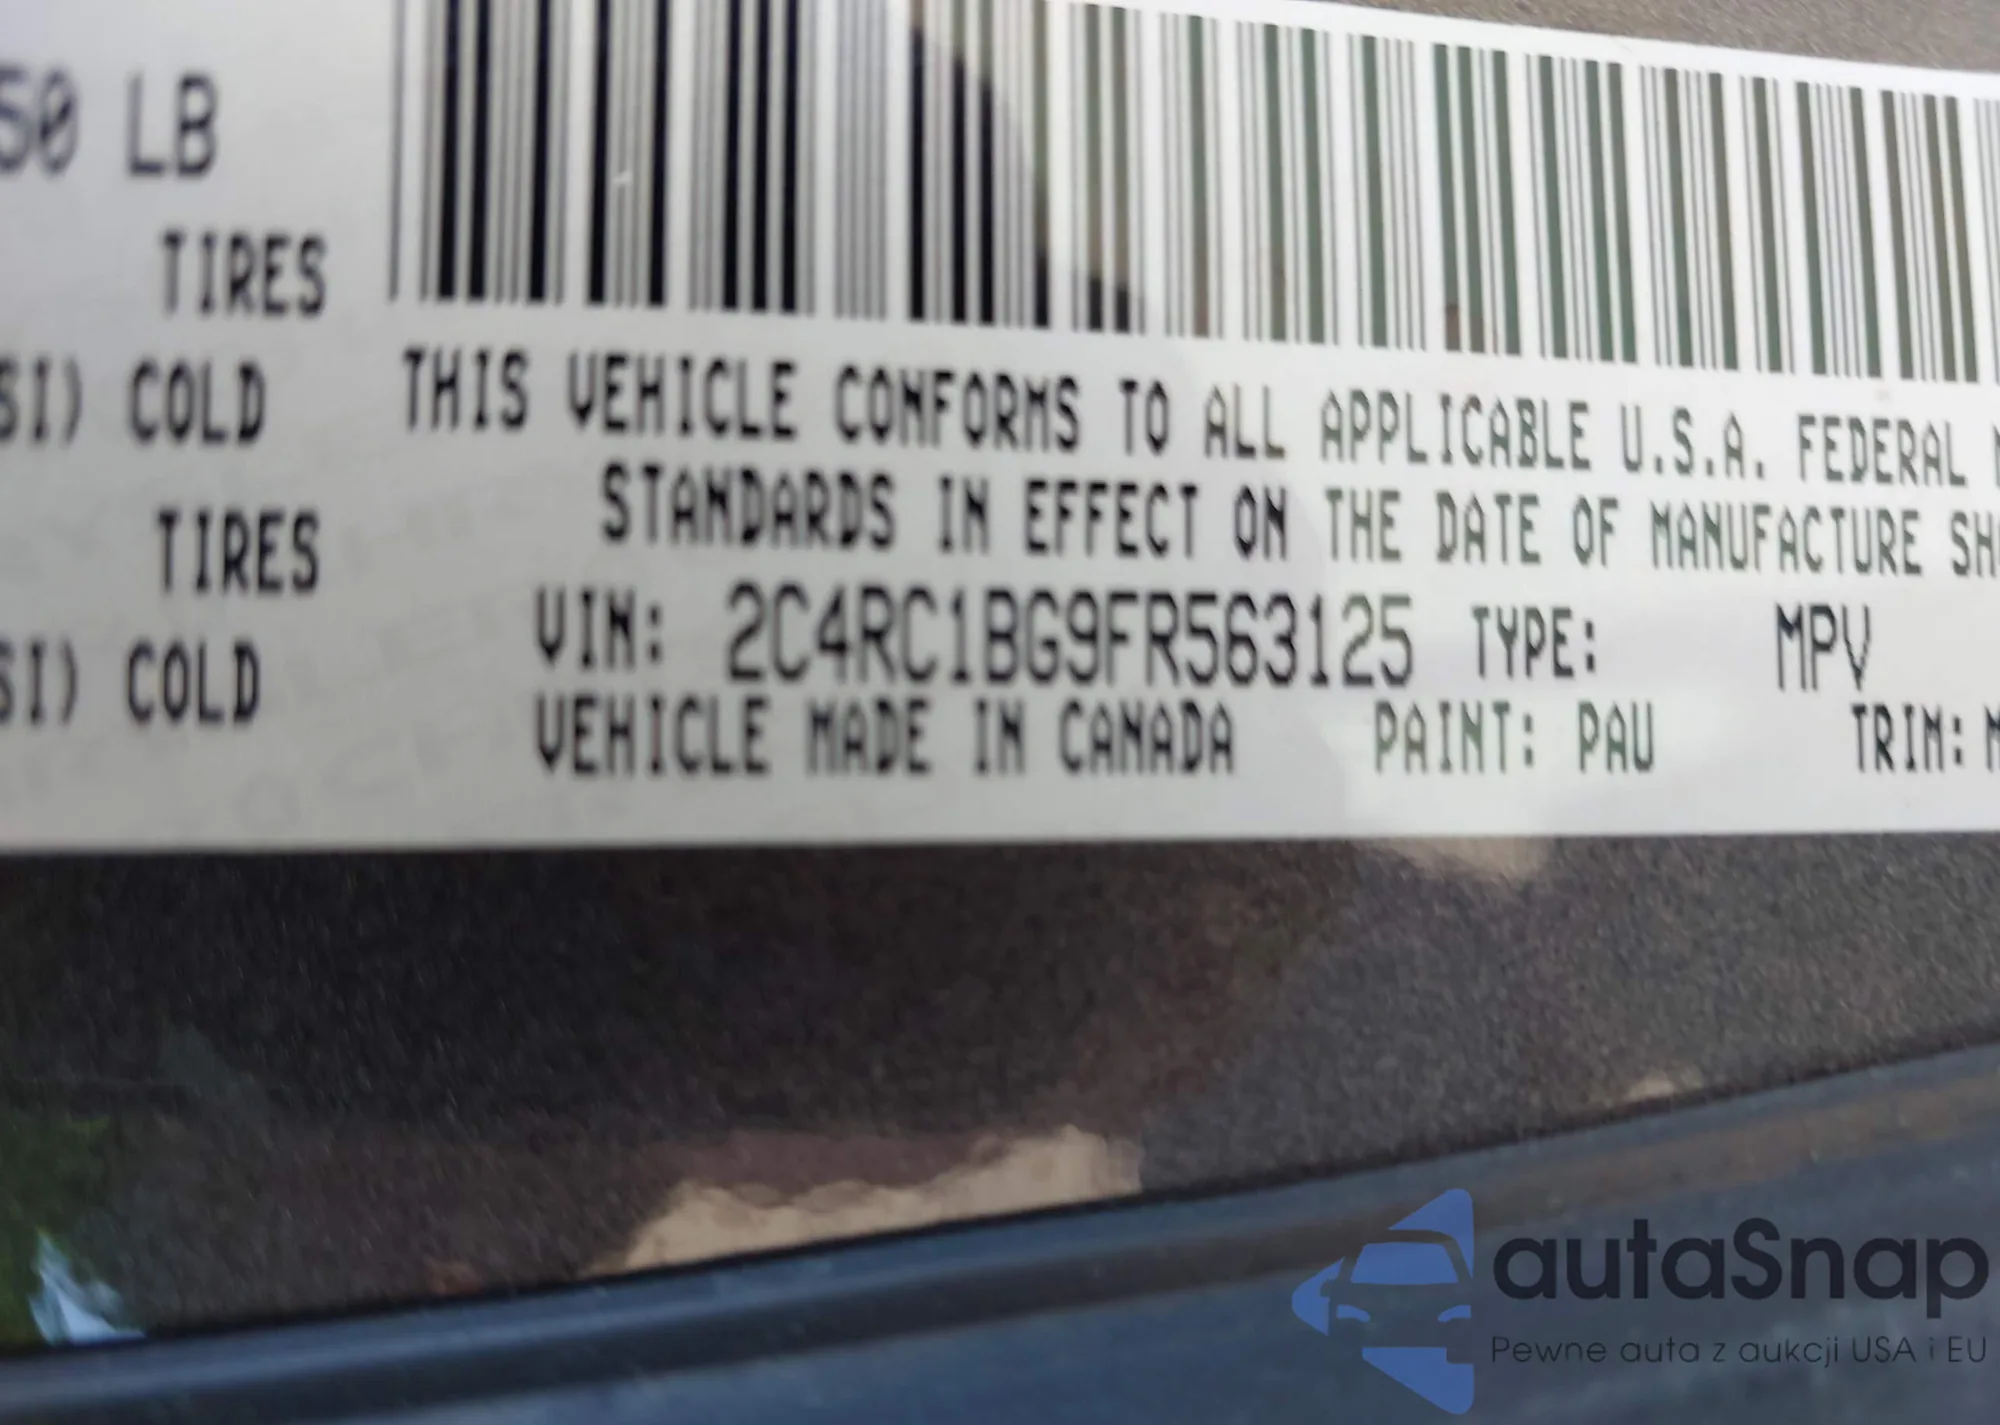 50 LB
TIRES
SI) COLD
TIRES
SI) COLD
THIS VEHICLE CONFORMS TO ALL APPLICABLE U.S.A. FEDERAL
STANDARDS IN EFFECT ON THE DATE OF MANUFACTURE SH
VIN: 2C4RC1BG9FR563125 TYPE: MPV
VEHICLE MADE IN CANADA PAINT: PAU TRIM:
autaSnap
Pewne auta z aukcji USA i EU